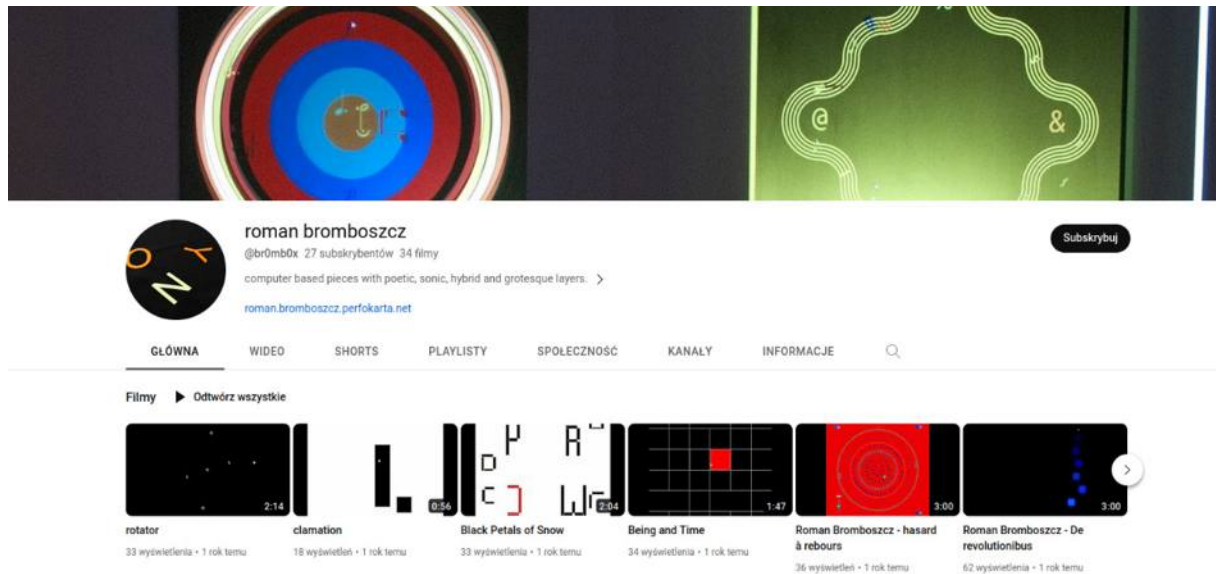 @ &
roman bromboszcz
@br0mb0x 27 subskrybentów 34 filmy
computer based pieces with poetic, sonic, hybrid and grotesque layers. >
roman.bromboszcz.perfokarta.net
Subskrybuj
GŁÓWNA WIDEO SHORTS PLAYLISTY SPOŁECZNOŚĆ KANAŁY INFORMACJE
Filmy Odtwórz wszystkie
2:14 0:56 2:04 1:47 3:00 3:00
rotator
33 wyświetlenia • 1 rok temu
clamation
18 wyświetleń • 1 rok temu
Black Petals of Snow
33 wyświetlenia • 1 rok temu
Being and Time
34 wyświetlenia • 1 rok temu
Roman Bromboszcz - hasard
à rebours
36 wyświetleń • 1 rok temu
Roman Bromboszcz - De
revolutionibus
62 wyświetlenia • 1 rok temu